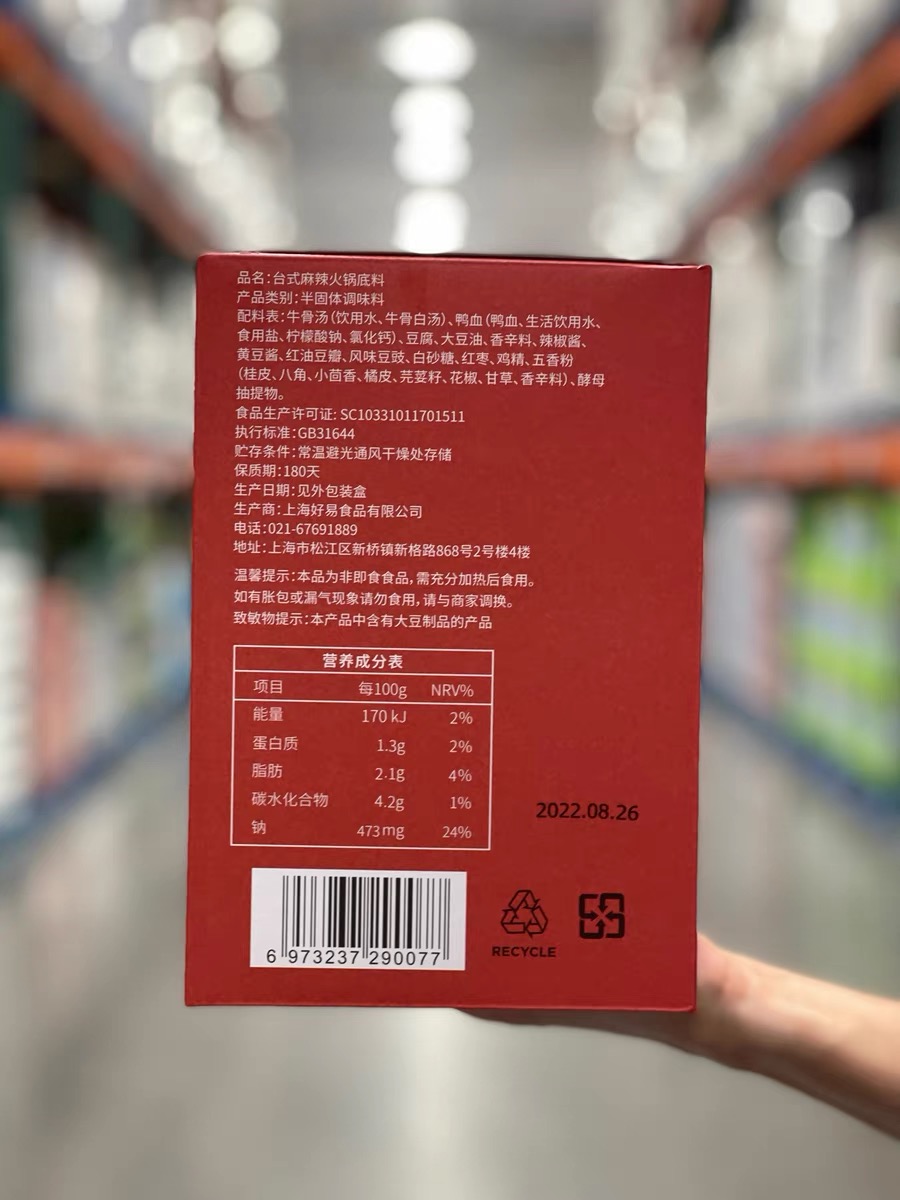 品名:台式麻辣火锅底料
产品类别:半固体调味料
配料表:牛骨汤(饮用水、牛骨白汤)、鸭血(鸭血、生活饮用水、
食用盐、柠檬酸钠、氯化钙)、豆腐、大豆油、香辛料、辣椒酱、
黄豆酱、红油豆瓣、风味豆豉、白砂糖、红枣、鸡精、五香粉
(桂皮、八角、小茴香、橘皮、芫荽籽、花椒、甘草、香辛料)、酵母
抽提物。
食品生产许可证: SC10331011701511
执行标准:GB31644
贮存条件:常温避光通风干燥处存储
保质期:180天
生产日期:见外包装盒
生产商:上海好易食品有限公司
电话:021-67691889
地址:上海市松江区新桥镇新格路868号2号楼4楼
温馨提示:本品为非即食食品,需充分加热后食用。
如有胀包或漏气现象请勿食用,请与商家调换。
致敏物提示:本产品中含有大豆制品的产品
营养成分表
项目 每100g NRV%
能量 170 kJ 2%
蛋白质 1.3g 2%
脂肪 2.1g 4%
碳水化合物 4.2g 1%
钠 473mg 24%
2022.08.26
6 973237 290077
RECYCLE